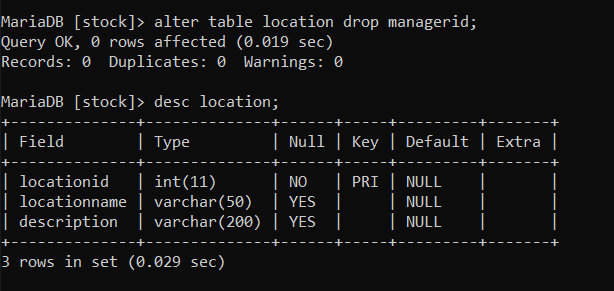 MariaDB [stock]> alter table location drop managerid;
Query OK, 0 rows affected (0.019 sec)
Records: 0  Duplicates: 0  Warnings: 0

MariaDB [stock]> desc location;
+--------------+--------------+------+-----+---------+-------+
| Field        | Type         | Null | Key | Default | Extra |
+--------------+--------------+------+-----+---------+-------+
| locationid   | int(11)      | NO   | PRI | NULL    |       |
| locationname | varchar(50)  | YES  |     | NULL    |       |
| description  | varchar(200) | YES  |     | NULL    |       |
+--------------+--------------+------+-----+---------+-------+
3 rows in set (0.029 sec)